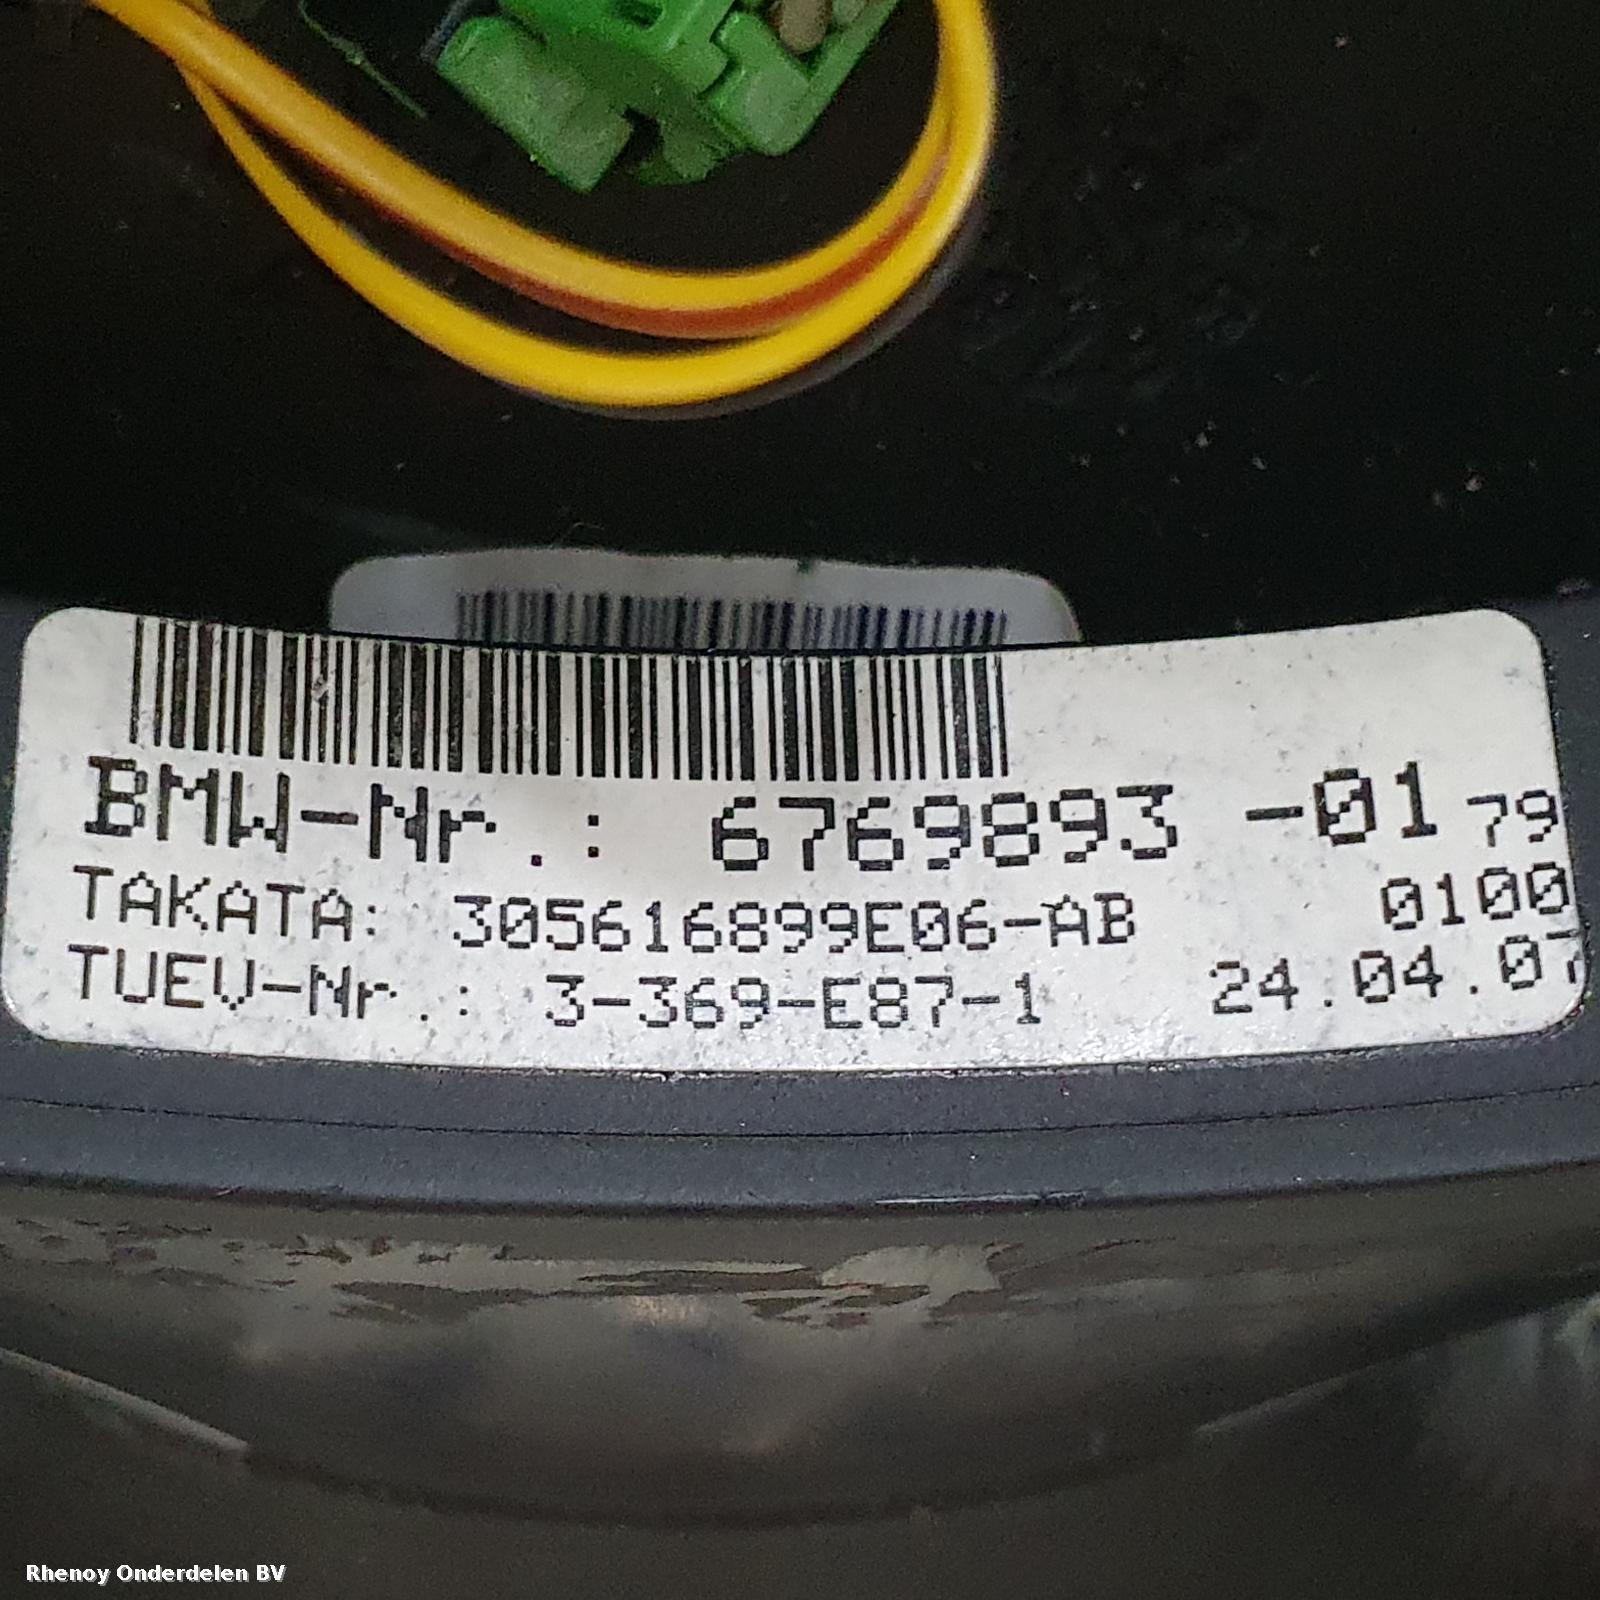 BMW-Nr.: 6769893 -01 79
TAKATA: 305616899E06-AB 0100
TUEV-Nr.: 3-369-E87-1 24.04.07
Rhenoy Onderdelen BV